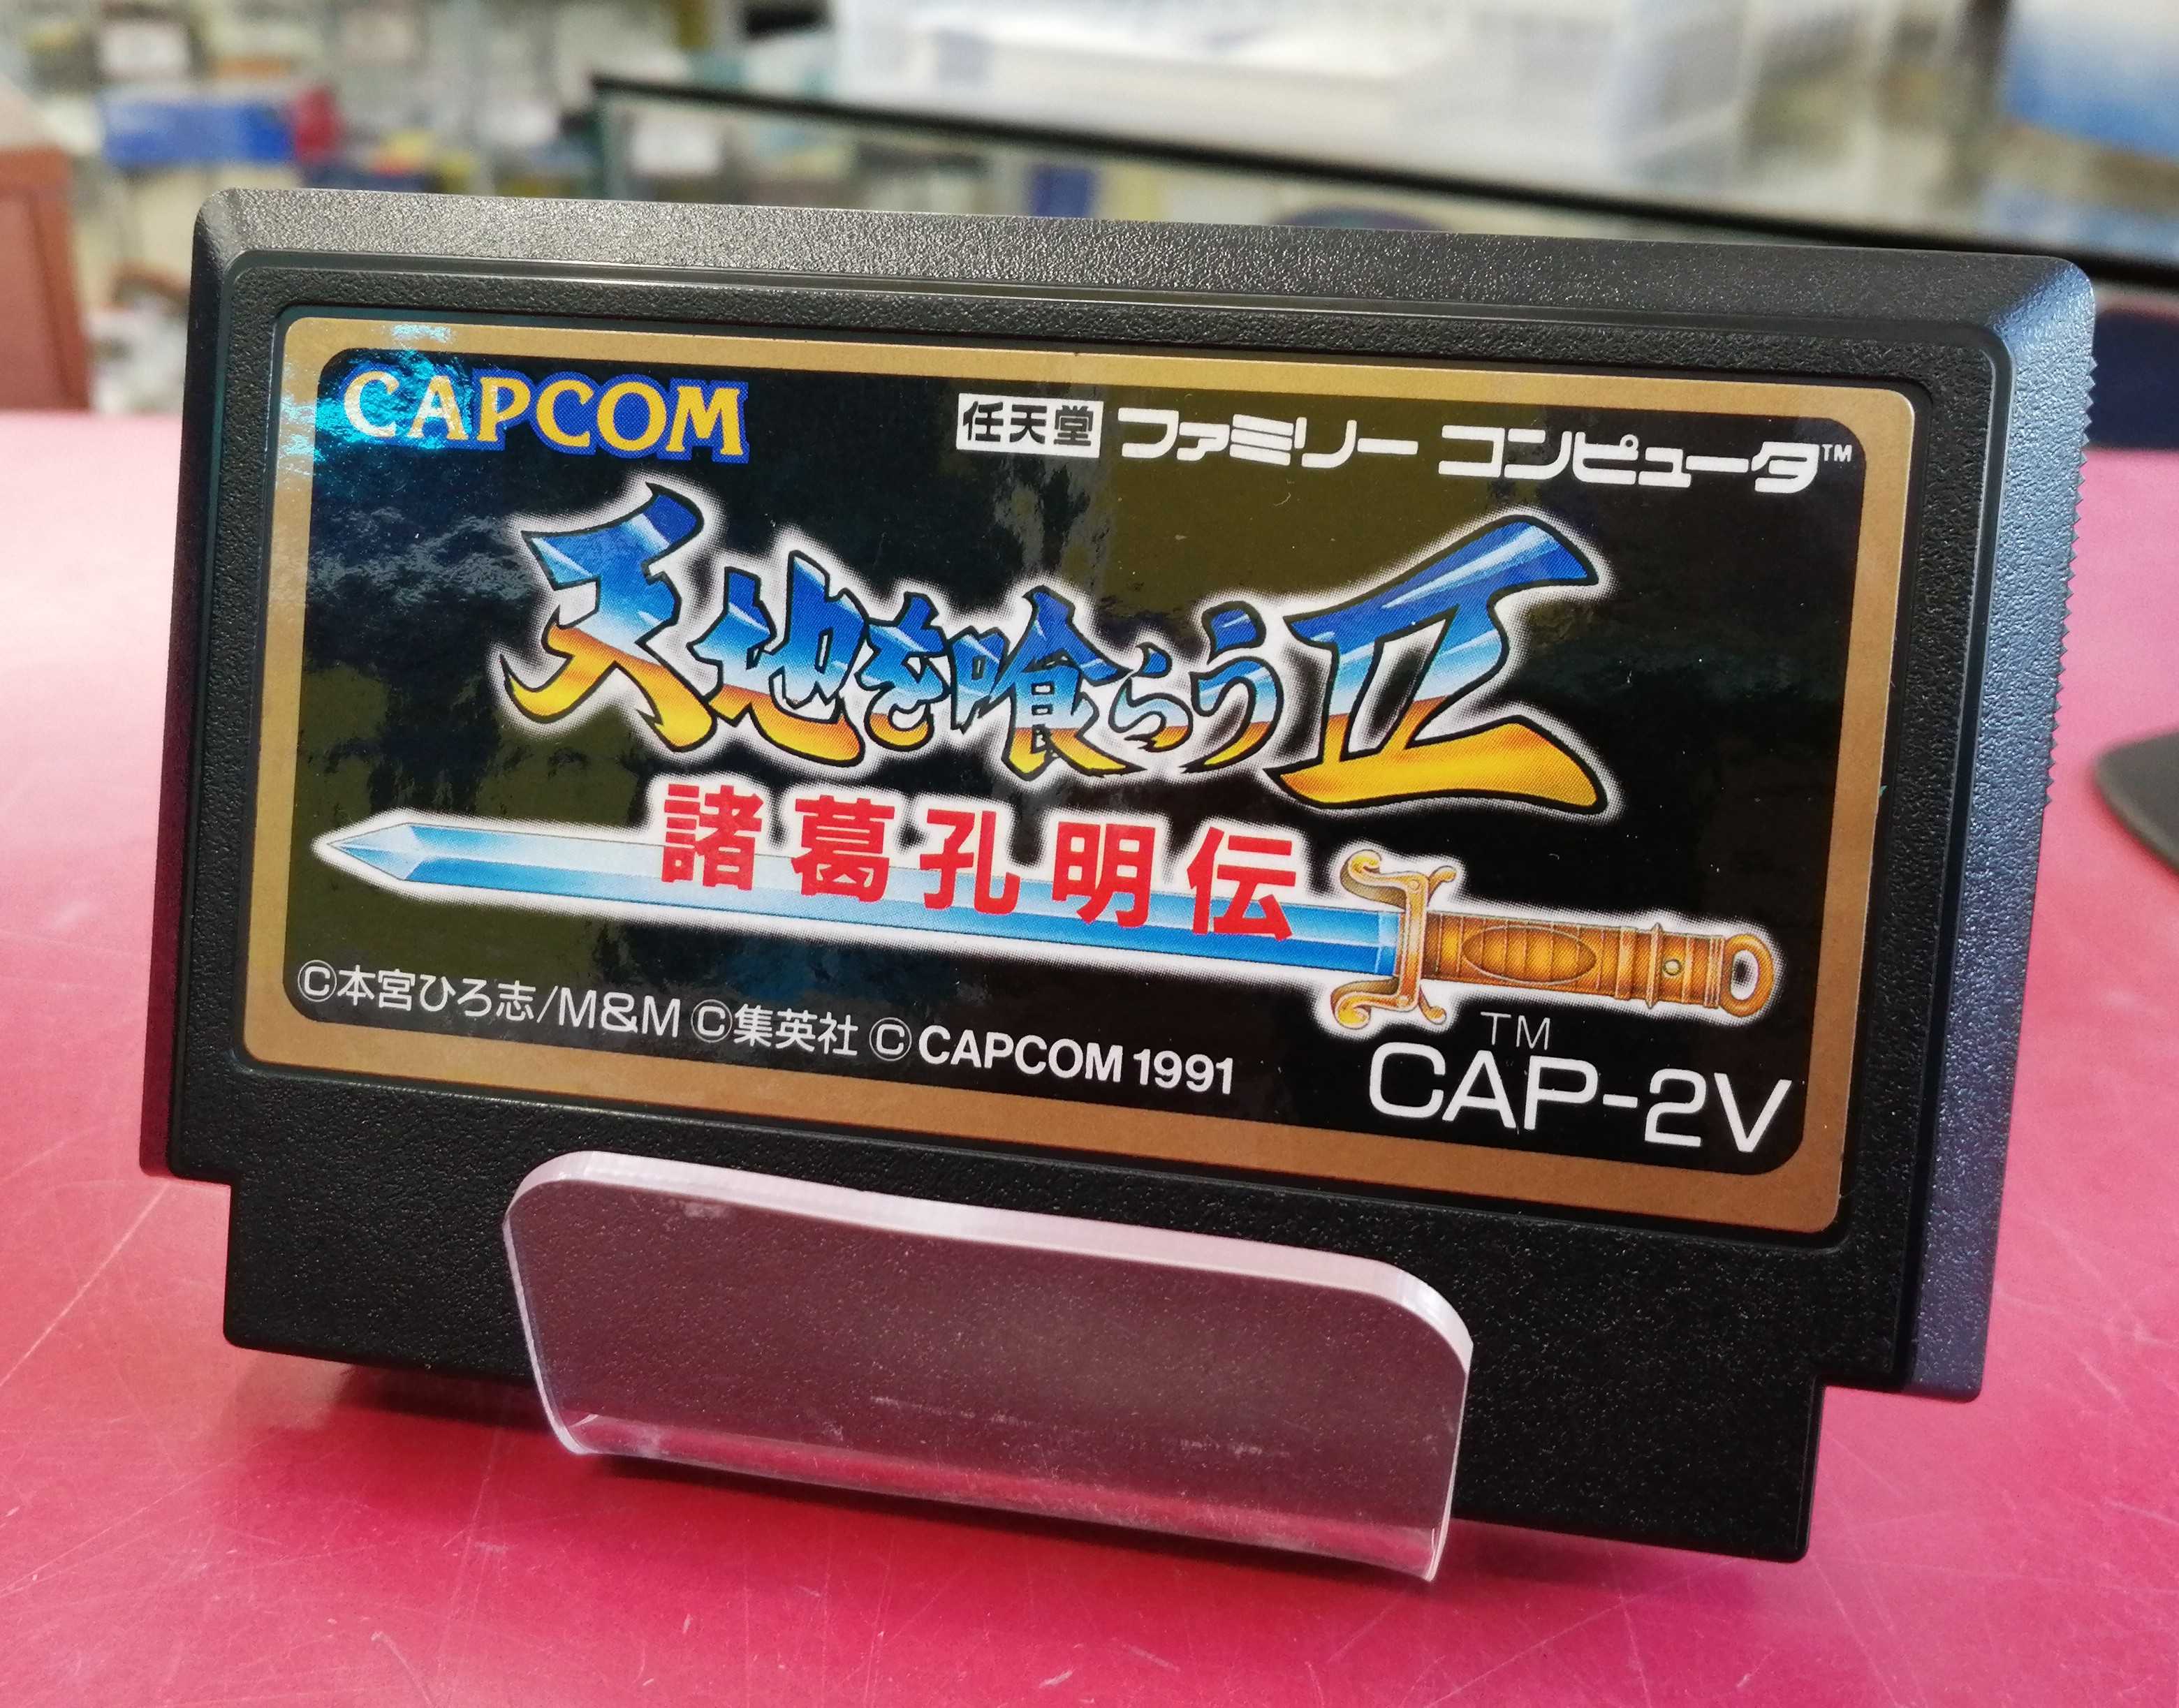 CAPCOM
任天堂 ファミリー コンピュータ™
天地を喰らうⅡ
諸葛孔明伝
Ⓒ本宮ひろ志/M&M Ⓒ集英社 Ⓒ CAPCOM 1991
TM
CAP-2V